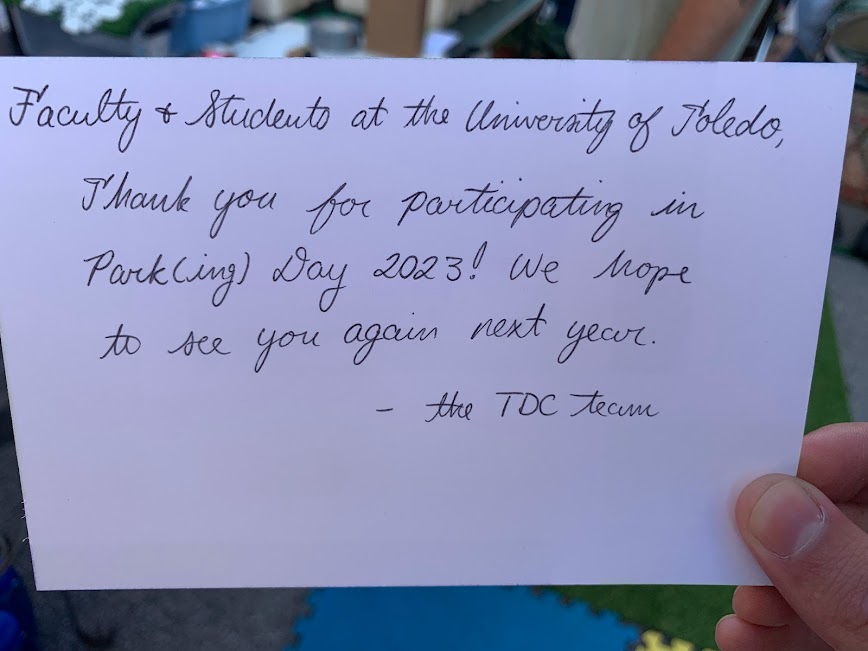 Faculty & Students at the University of Toledo,
Thank you for participating in
Park(ing) Day 2023! We hope
to see you again next year.
- the TDC team